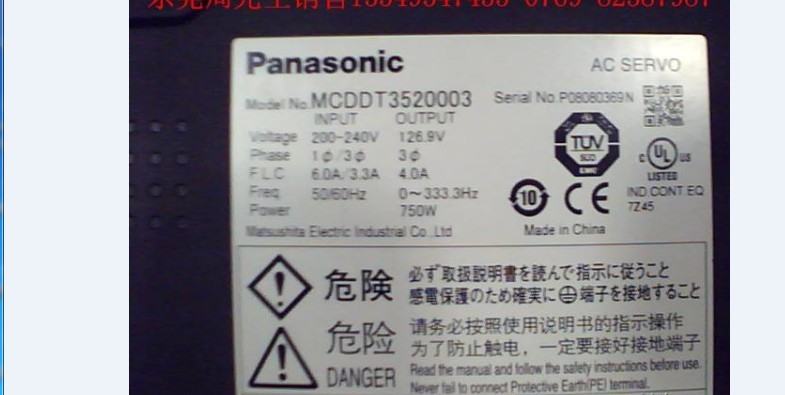 Panasonic AC SERVO
Model No. MCDDT3520003 Serial No. P08080369N
INPUT OUTPUT
Voltage 200-240V 126.9V
Phase 1ϕ/3ϕ 3ϕ
F.L.C 6.0A/3.3A 4.0A
Freq. 50/60Hz 0~333.3Hz
Power 750W
Matsushita Electric Industrial Co.,Ltd
TÜV
SÜD
10
CE
c UL US
LISTED
IND CONT EQ
7Z45
Made in China
危険 必ず取扱説明書を読んで指示に従うこと
感電保護のため確実に端子を接地すること
危险 请务必按照使用说明书的指示操作
为了防止触电，一定要接好接地端子
DANGER Read the manual and follow the safety instructions before use.
Never fail to connect Protective Earth(PE) terminal.